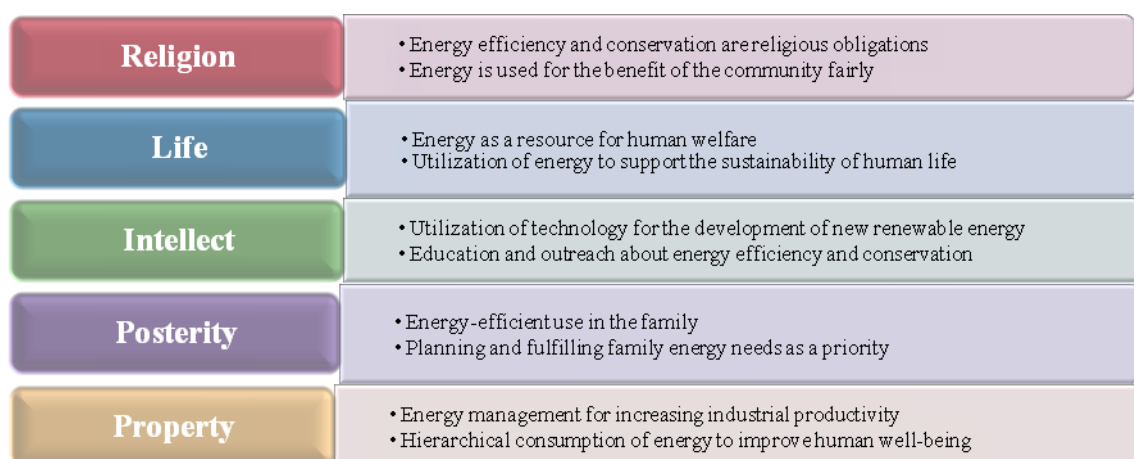 Religion
• Energy efficiency and conservation are religious obligations
• Energy is used for the benefit of the community fairly
Life
• Energy as a resource for human welfare
• Utilization of energy to support the sustainability of human life
Intellect
• Utilization of technology for the development of new renewable energy
• Education and outreach about energy efficiency and conservation
Posterity
• Energy-efficient use in the family
• Planning and fulfilling family energy needs as a priority
Property
• Energy management for increasing industrial productivity
• Hierarchical consumption of energy to improve human well-being